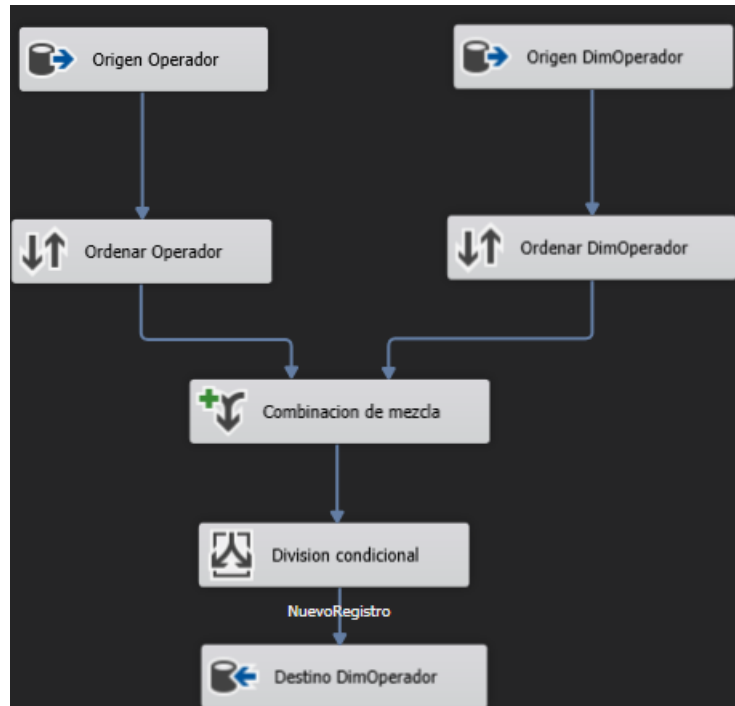 Origen Operador
Origen DimOperador
Ordenar Operador
Ordenar DimOperador
Combinacion de mezcla
Division condicional
NuevoRegistro
Destino DimOperador